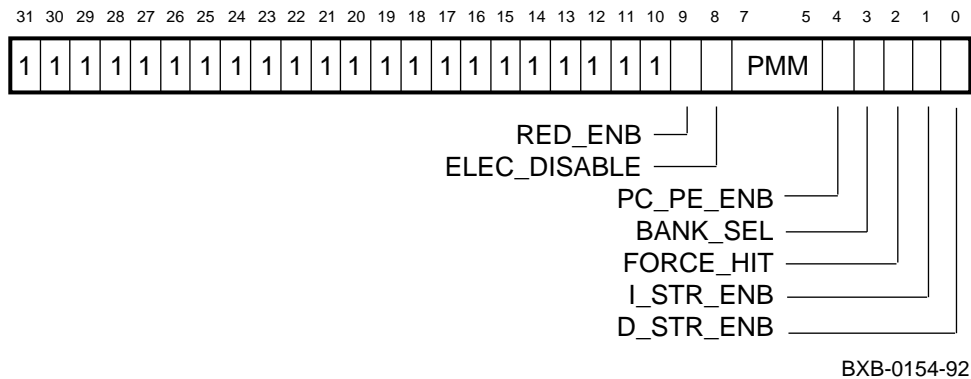 31 30 29 28 27 26 25 24 23 22 21 20 19 18 17 16 15 14 13 12 11 10 9 8 7 5 4 3 2 1 0
1 1 1 1 1 1 1 1 1 1 1 1 1 1 1 1 1 1 1 1 1 1 PMM
RED_ENB
ELEC_DISABLE
PC_PE_ENB
BANK_SEL
FORCE_HIT
I_STR_ENB
D_STR_ENB
BXB-0154-92